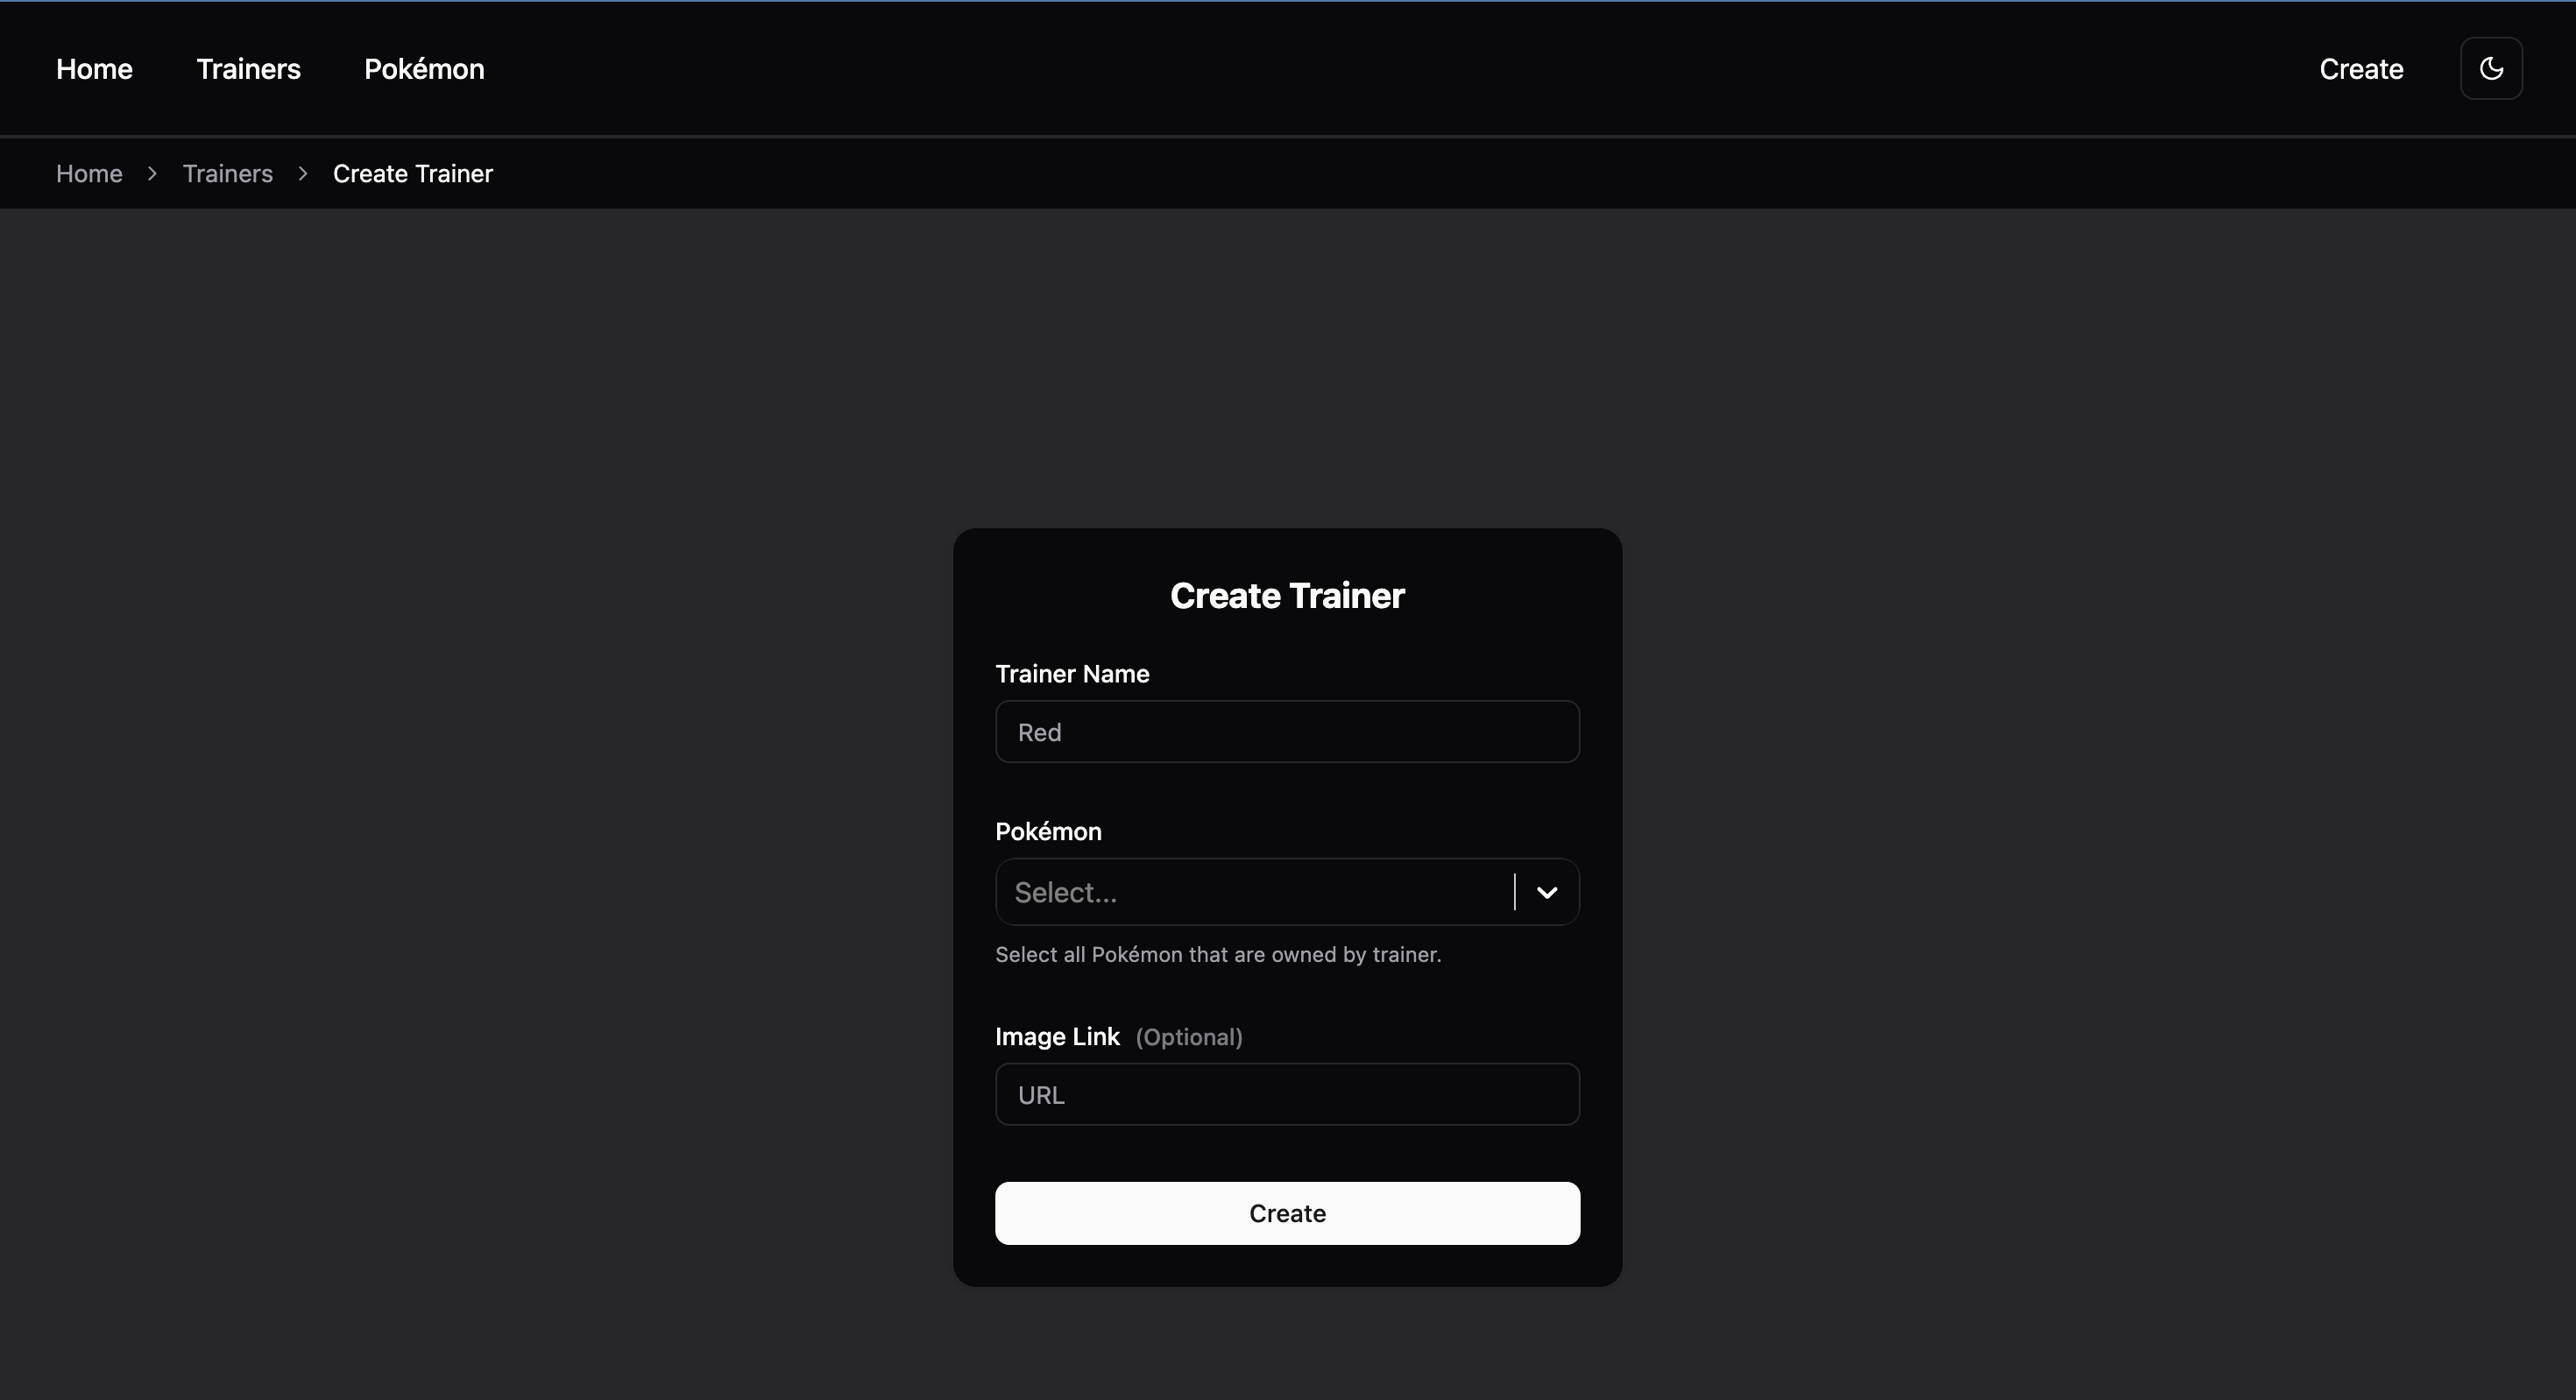 Home Trainers Pokémon Create
Home > Trainers > Create Trainer
Create Trainer
Trainer Name
Red
Pokémon
Select...
Select all Pokémon that are owned by trainer.
Image Link (Optional)
URL
Create